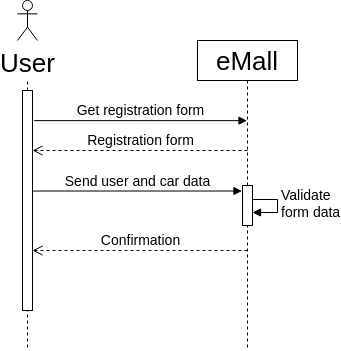 User
eMall
Get registration form
Registration form
Send user and car data
Validate
form data
Confirmation